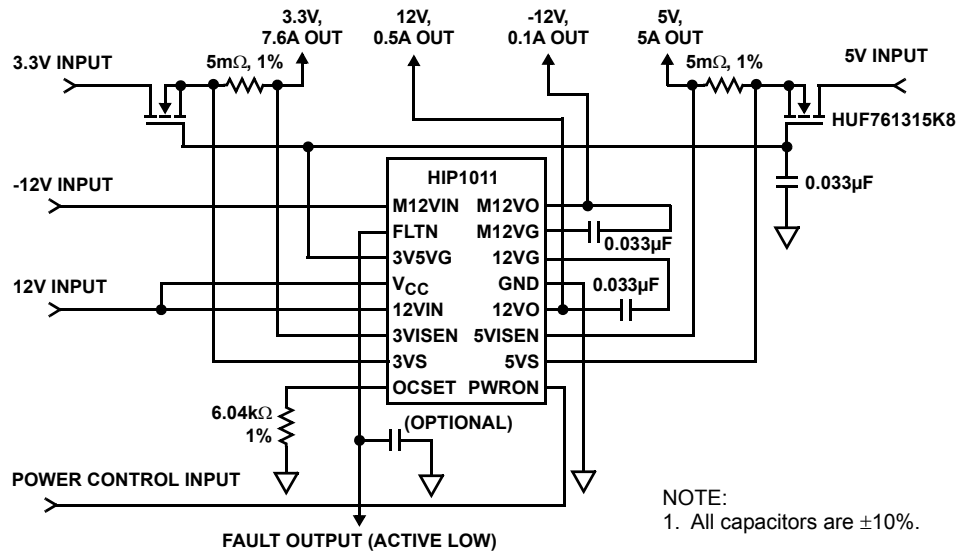 3.3V,
7.6A OUT
12V,
0.5A OUT
-12V,
0.1A OUT
5V,
5A OUT
3.3V INPUT
5mΩ, 1%
5mΩ, 1%
5V INPUT
HUF761315K8
0.033µF
HIP1011
-12V INPUT
M12VIN
M12VO
FLTN
M12VG
0.033µF
3V5VG
12VG
12V INPUT
VCC
GND
0.033µF
12VIN
12VO
3VISEN
5VISEN
3VS
5VS
OCSET
PWRON
6.04kΩ
1%
(OPTIONAL)
POWER CONTROL INPUT
FAULT OUTPUT (ACTIVE LOW)
NOTE:
1. All capacitors are ±10%.